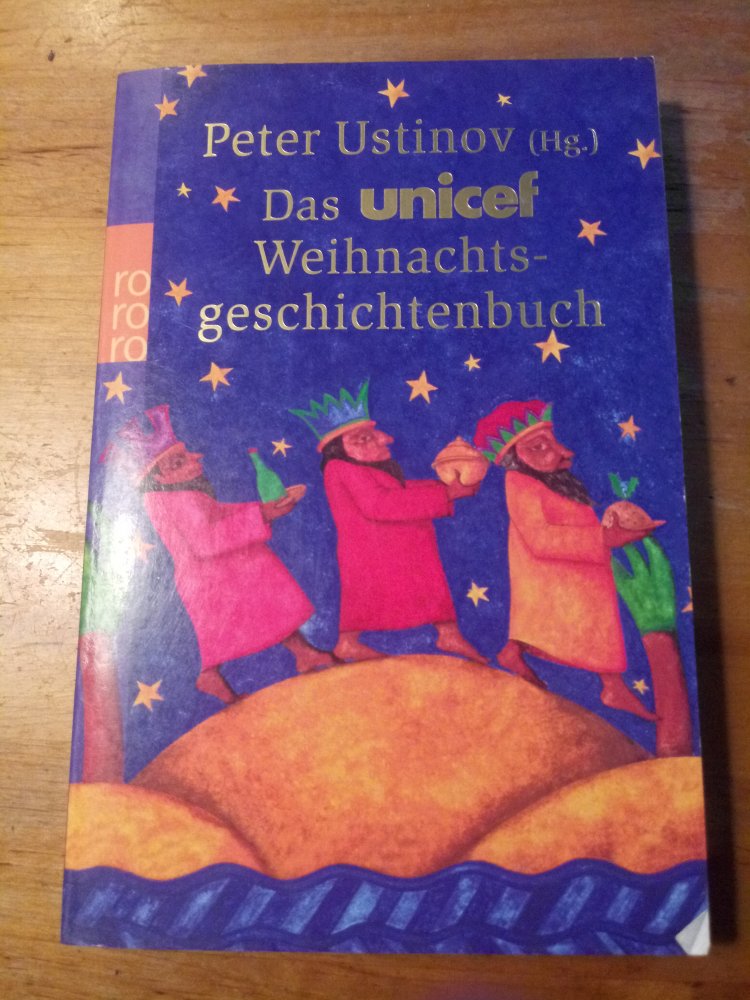 Peter Ustinov (Hg.)
Das unicef
Weihnachts-
geschichtenbuch
ro
ro
ro